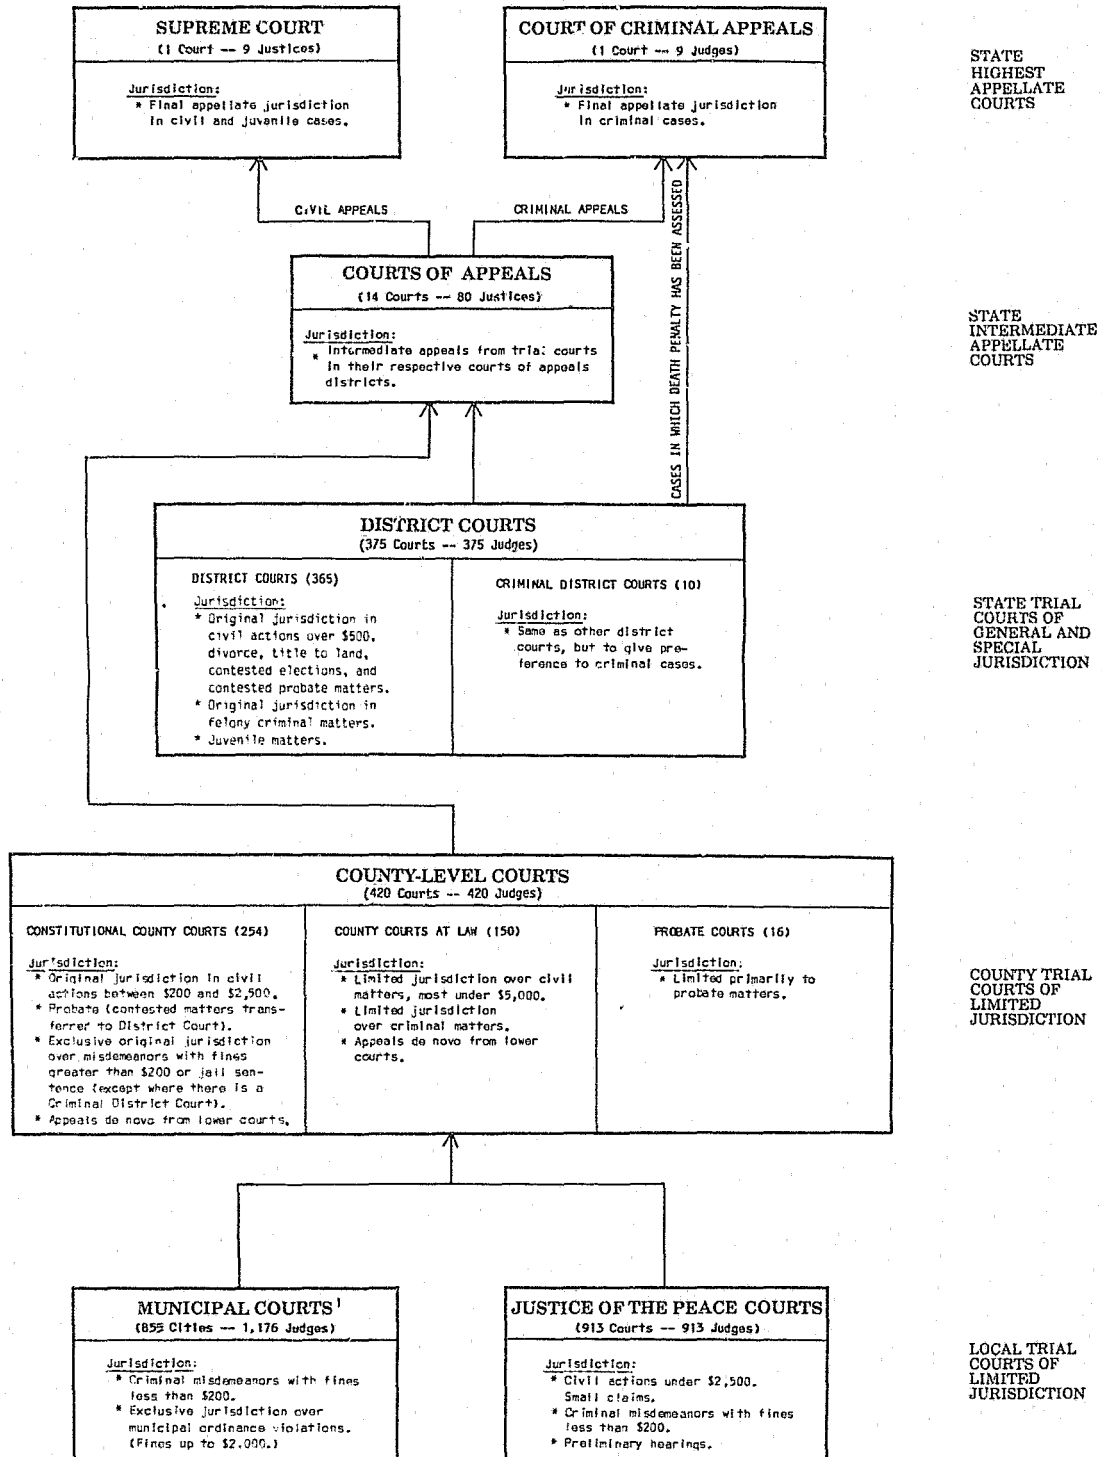 SUPREME COURT
(1 Court -- 9 Justices)
Jurisdiction:
* Final appellate jurisdiction
in civil and juvenile cases.
COURT OF CRIMINAL APPEALS
(1 Court -- 9 Judges)
Jurisdiction:
* Final appellate jurisdiction
in criminal cases.
STATE
HIGHEST
APPELLATE
COURTS
CIVIL APPEALS
CRIMINAL APPEALS
CASES IN WHICH DEATH PENALTY HAS BEEN ASSESSED
COURTS OF APPEALS
(14 Courts -- 80 Justices)
Jurisdiction:
* Intermediate appeals from trial courts
in their respective courts of appeals
districts.
STATE
INTERMEDIATE
APPELLATE
COURTS
DISTRICT COURTS
(375 Courts -- 375 Judges)
DISTRICT COURTS (365)
Jurisdiction:
* Original jurisdiction in
civil actions over $500,
divorce, title to land,
contested elections, and
contested probate matters.
* Original jurisdiction in
felony criminal matters.
* Juvenile matters.
CRIMINAL DISTRICT COURTS (10)
Jurisdiction:
* Same as other district
courts, but to give pre-
ference to criminal cases.
STATE TRIAL
COURTS OF
GENERAL AND
SPECIAL
JURISDICTION
COUNTY-LEVEL COURTS
(420 Courts -- 420 Judges)
CONSTITUTIONAL COUNTY COURTS (254)
Jurisdiction:
* Original jurisdiction in civil
actions between $200 and $2,500.
* Probate (contested matters trans-
ferred to District Court).
* Exclusive original jurisdiction
over misdemeanors with fines
greater than $200 or jail sen-
tence (except where there is a
Criminal District Court).
* Appeals de novo from lower courts.
COUNTY COURTS AT LAW (150)
Jurisdiction:
* Limited jurisdiction over civil
matters, most under $5,000.
* Limited jurisdiction
over criminal matters.
* Appeals de novo from lower
courts.
PROBATE COURTS (16)
Jurisdiction:
* Limited primarily to
probate matters.
COUNTY TRIAL
COURTS OF
LIMITED
JURISDICTION
MUNICIPAL COURTS¹
(855 Cities -- 1,176 Judges)
Jurisdiction:
* Criminal misdemeanors with fines
less than $200.
* Exclusive jurisdiction over
municipal ordinance violations.
(Fines up to $2,000.)
JUSTICE OF THE PEACE COURTS
(913 Courts -- 913 Judges)
Jurisdiction:
* Civil actions under $2,500.
Small claims.
* Criminal misdemeanors with fines
less than $200.
* Preliminary hearings.
LOCAL TRIAL
COURTS OF
LIMITED
JURISDICTION